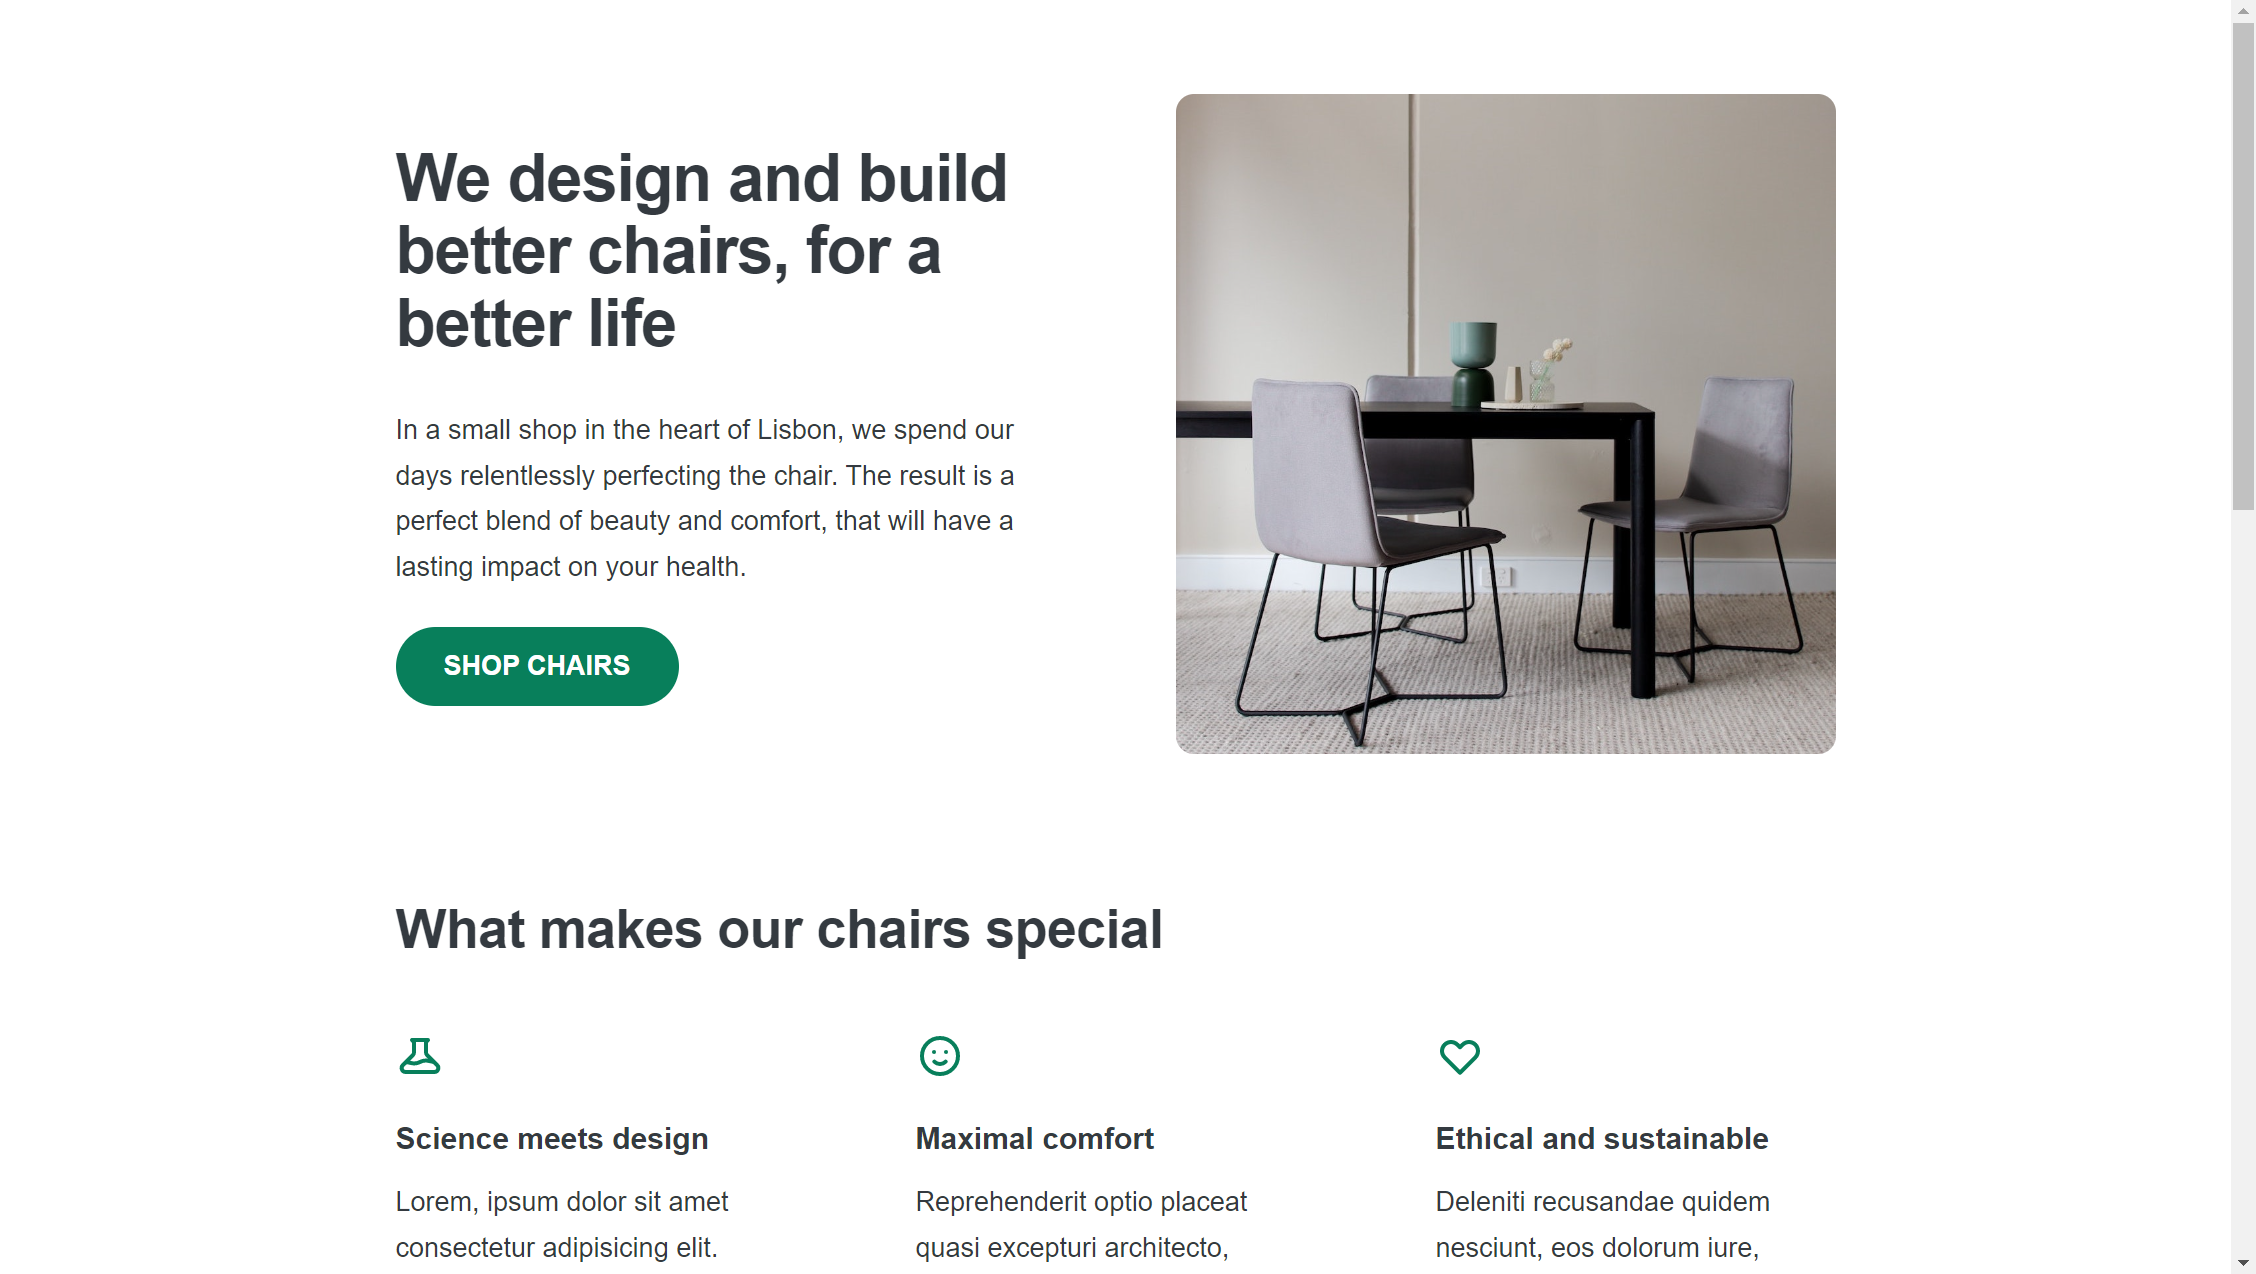 We design and build
better chairs, for a
better life
In a small shop in the heart of Lisbon, we spend our
days relentlessly perfecting the chair. The result is a
perfect blend of beauty and comfort, that will have a
lasting impact on your health.
SHOP CHAIRS
What makes our chairs special
Science meets design
Lorem, ipsum dolor sit amet
consectetur adipisicing elit.
Maximal comfort
Reprehenderit optio placeat
quasi excepturi architecto,
Ethical and sustainable
Deleniti recusandae quidem
nesciunt, eos dolorum iure,